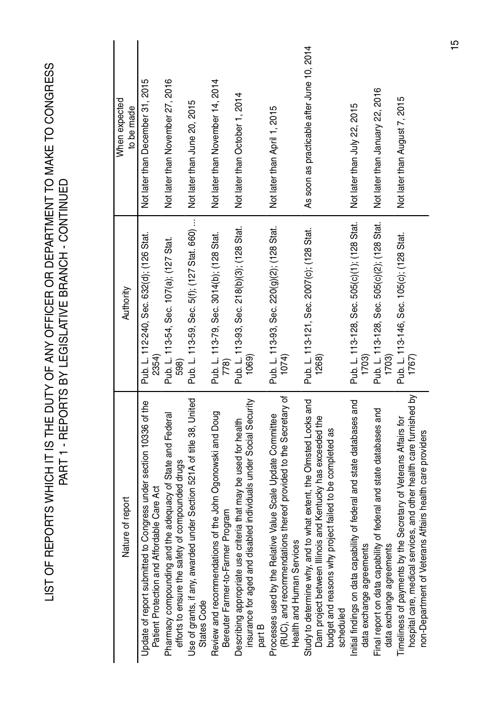 LIST OF REPORTS WHICH IT IS THE DUTY OF ANY OFFICER OR DEPARTMENT TO MAKE TO CONGRESS
PART 1 - REPORTS BY LEGISLATIVE BRANCH - CONTINUED
Nature of report
Authority
When expected
to be made
Update of report submitted to Congress under section 10336 of the
Patient Protection and Affordable Care Act
Pub. L. 112-240, Sec. 632(d); (126 Stat.
2354)
Not later than December 31, 2015
Pharmacy compounding and the adequacy of State and Federal
efforts to ensure the safety of compounded drugs
Pub. L. 113-54, Sec. 107(a); (127 Stat.
598)
Not later than November 27, 2016
Use of grants, if any, awarded under Section 521A of title 38, United
States Code
Pub. L. 113-59, Sec. 5(f); (127 Stat. 660) ...
Not later than June 20, 2015
Review and recommendations of the John Ogonowski and Doug
Bereuter Farmer-to-Farmer Program
Pub. L. 113-79, Sec. 3014(b); (128 Stat.
778)
Not later than November 14, 2014
Describing appropriate use criteria that may be used for health
insurance for aged and disabled individuals under Social Security
part B
Pub. L. 113-93, Sec. 218(b)(3); (128 Stat.
1069)
Not later than October 1, 2014
Processes used by the Relative Value Scale Update Committee
(RUC), and recommendations thereof provided to the Secretary of
Health and Human Services
Pub. L. 113-93, Sec. 220(g)(2); (128 Stat.
1074)
Not later than April 1, 2015
Study to determine why, and to what extent, the Olmsted Locks and
Dam project between Illinois and Kentucky has exceeded the
budget and reasons why project failed to be completed as
scheduled
Pub. L. 113-121, Sec. 2007(c); (128 Stat.
1268)
As soon as practicable after June 10, 2014
Initial findings on data capability of federal and state databases and
data exchange agreements
Pub. L. 113-128, Sec. 505(c)(1); (128 Stat.
1703)
Not later than July 22, 2015
Final report on data capability of federal and state databases and
data exchange agreements
Pub. L. 113-128, Sec. 505(c)(2); (128 Stat.
1703)
Not later than January 22, 2016
Timeliness of payments by the Secretary of Veterans Affairs for
hospital care, medical services, and other health care furnished by
non-Department of Veterans Affairs health care providers
Pub. L. 113-146, Sec. 105(c); (128 Stat.
1767)
Not later than August 7, 2015
15